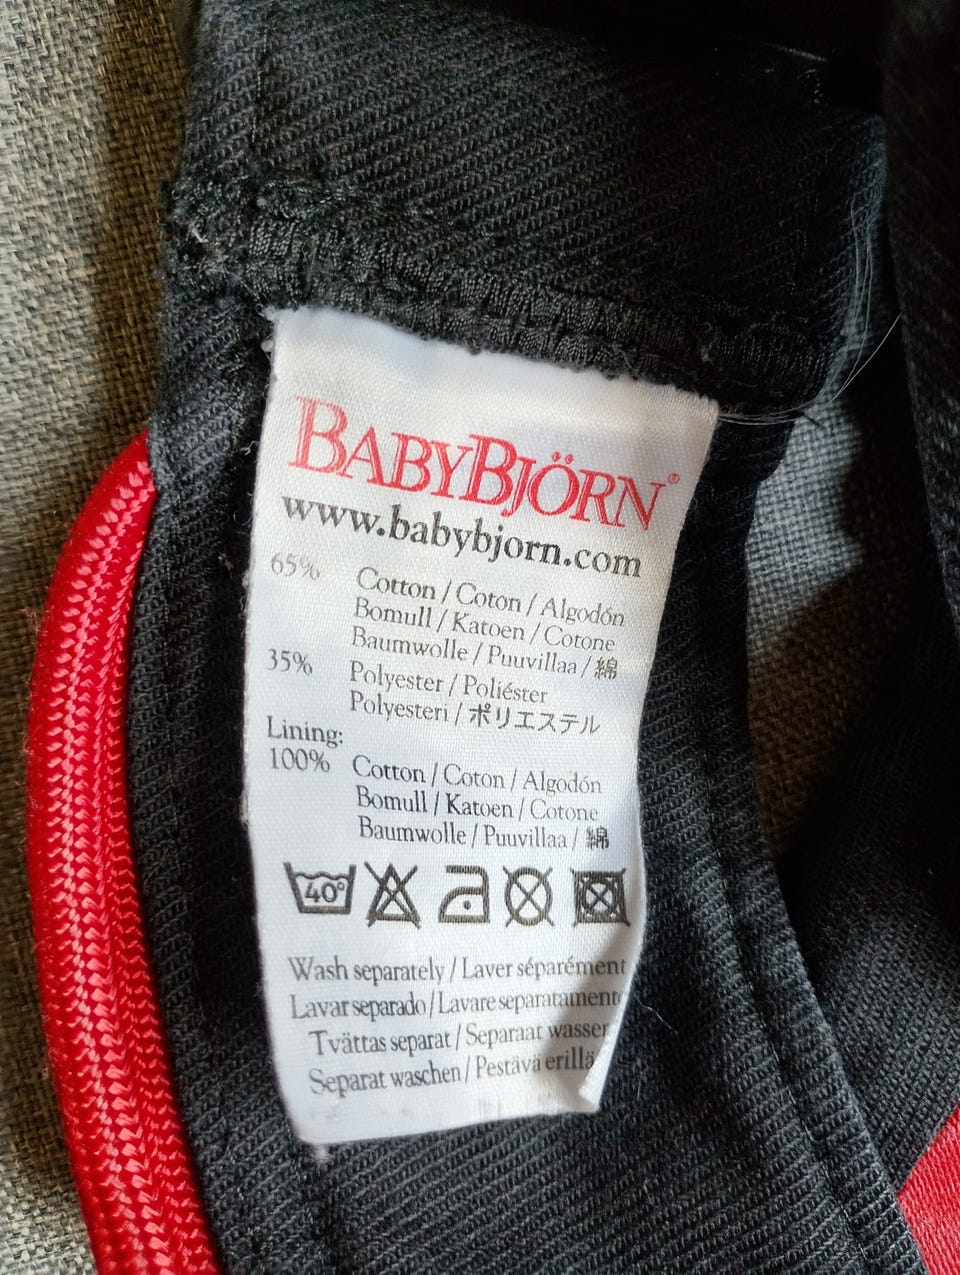 BABYBJÖRN®
www.babybjorn.com
65% Cotton / Coton / Algodón
Bomull / Katoen / Cotone
Baumwolle / Puuvillaa / 綿
35% Polyester / Poliéster
Polyesteri / ポリエステル
Lining:
100% Cotton / Coton / Algodón
Bomull / Katoen / Cotone
Baumwolle / Puuvillaa / 綿
40°
Wash separately / Laver séparément
Lavar separado / Lavare separatamente
Tvättas separat / Separaat wassen
Separat waschen / Pestävä erillä